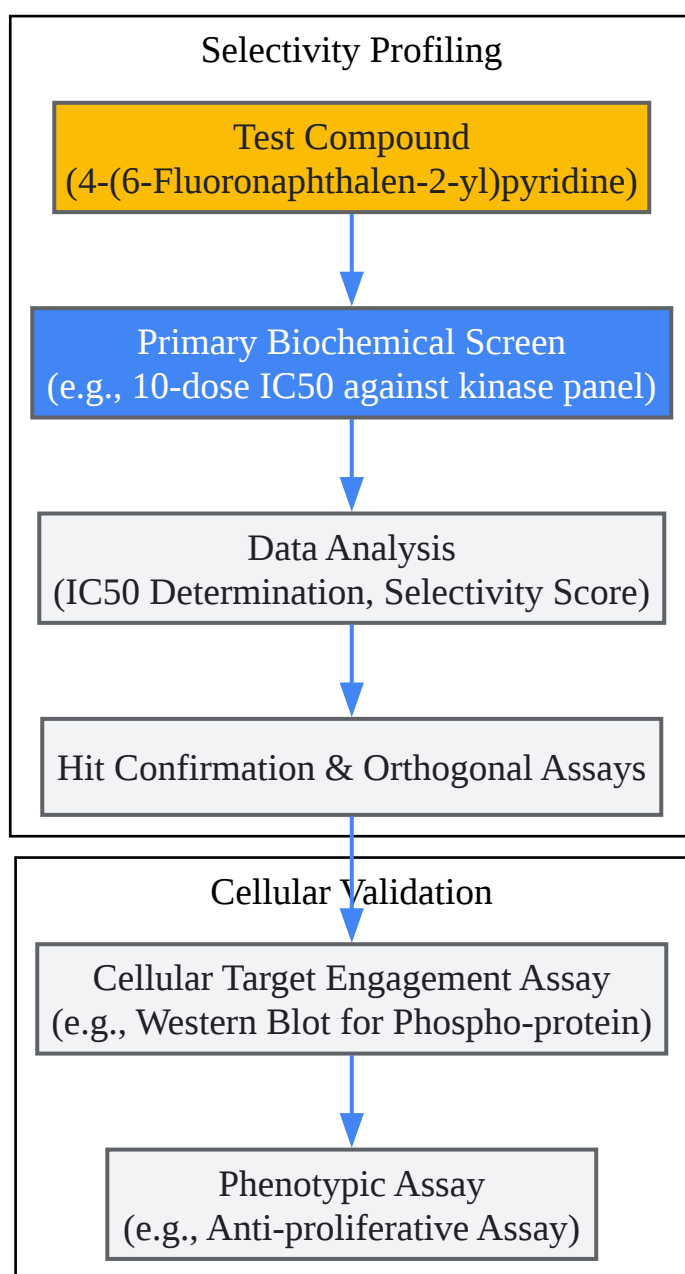 Selectivity Profiling
Test Compound
(4-(6-Fluoronaphthalen-2-yl)pyridine)
Primary Biochemical Screen
(e.g., 10-dose IC50 against kinase panel)
Data Analysis
(IC50 Determination, Selectivity Score)
Hit Confirmation & Orthogonal Assays
Cellular Validation
Cellular Target Engagement Assay
(e.g., Western Blot for Phospho-protein)
Phenotypic Assay
(e.g., Anti-proliferative Assay)